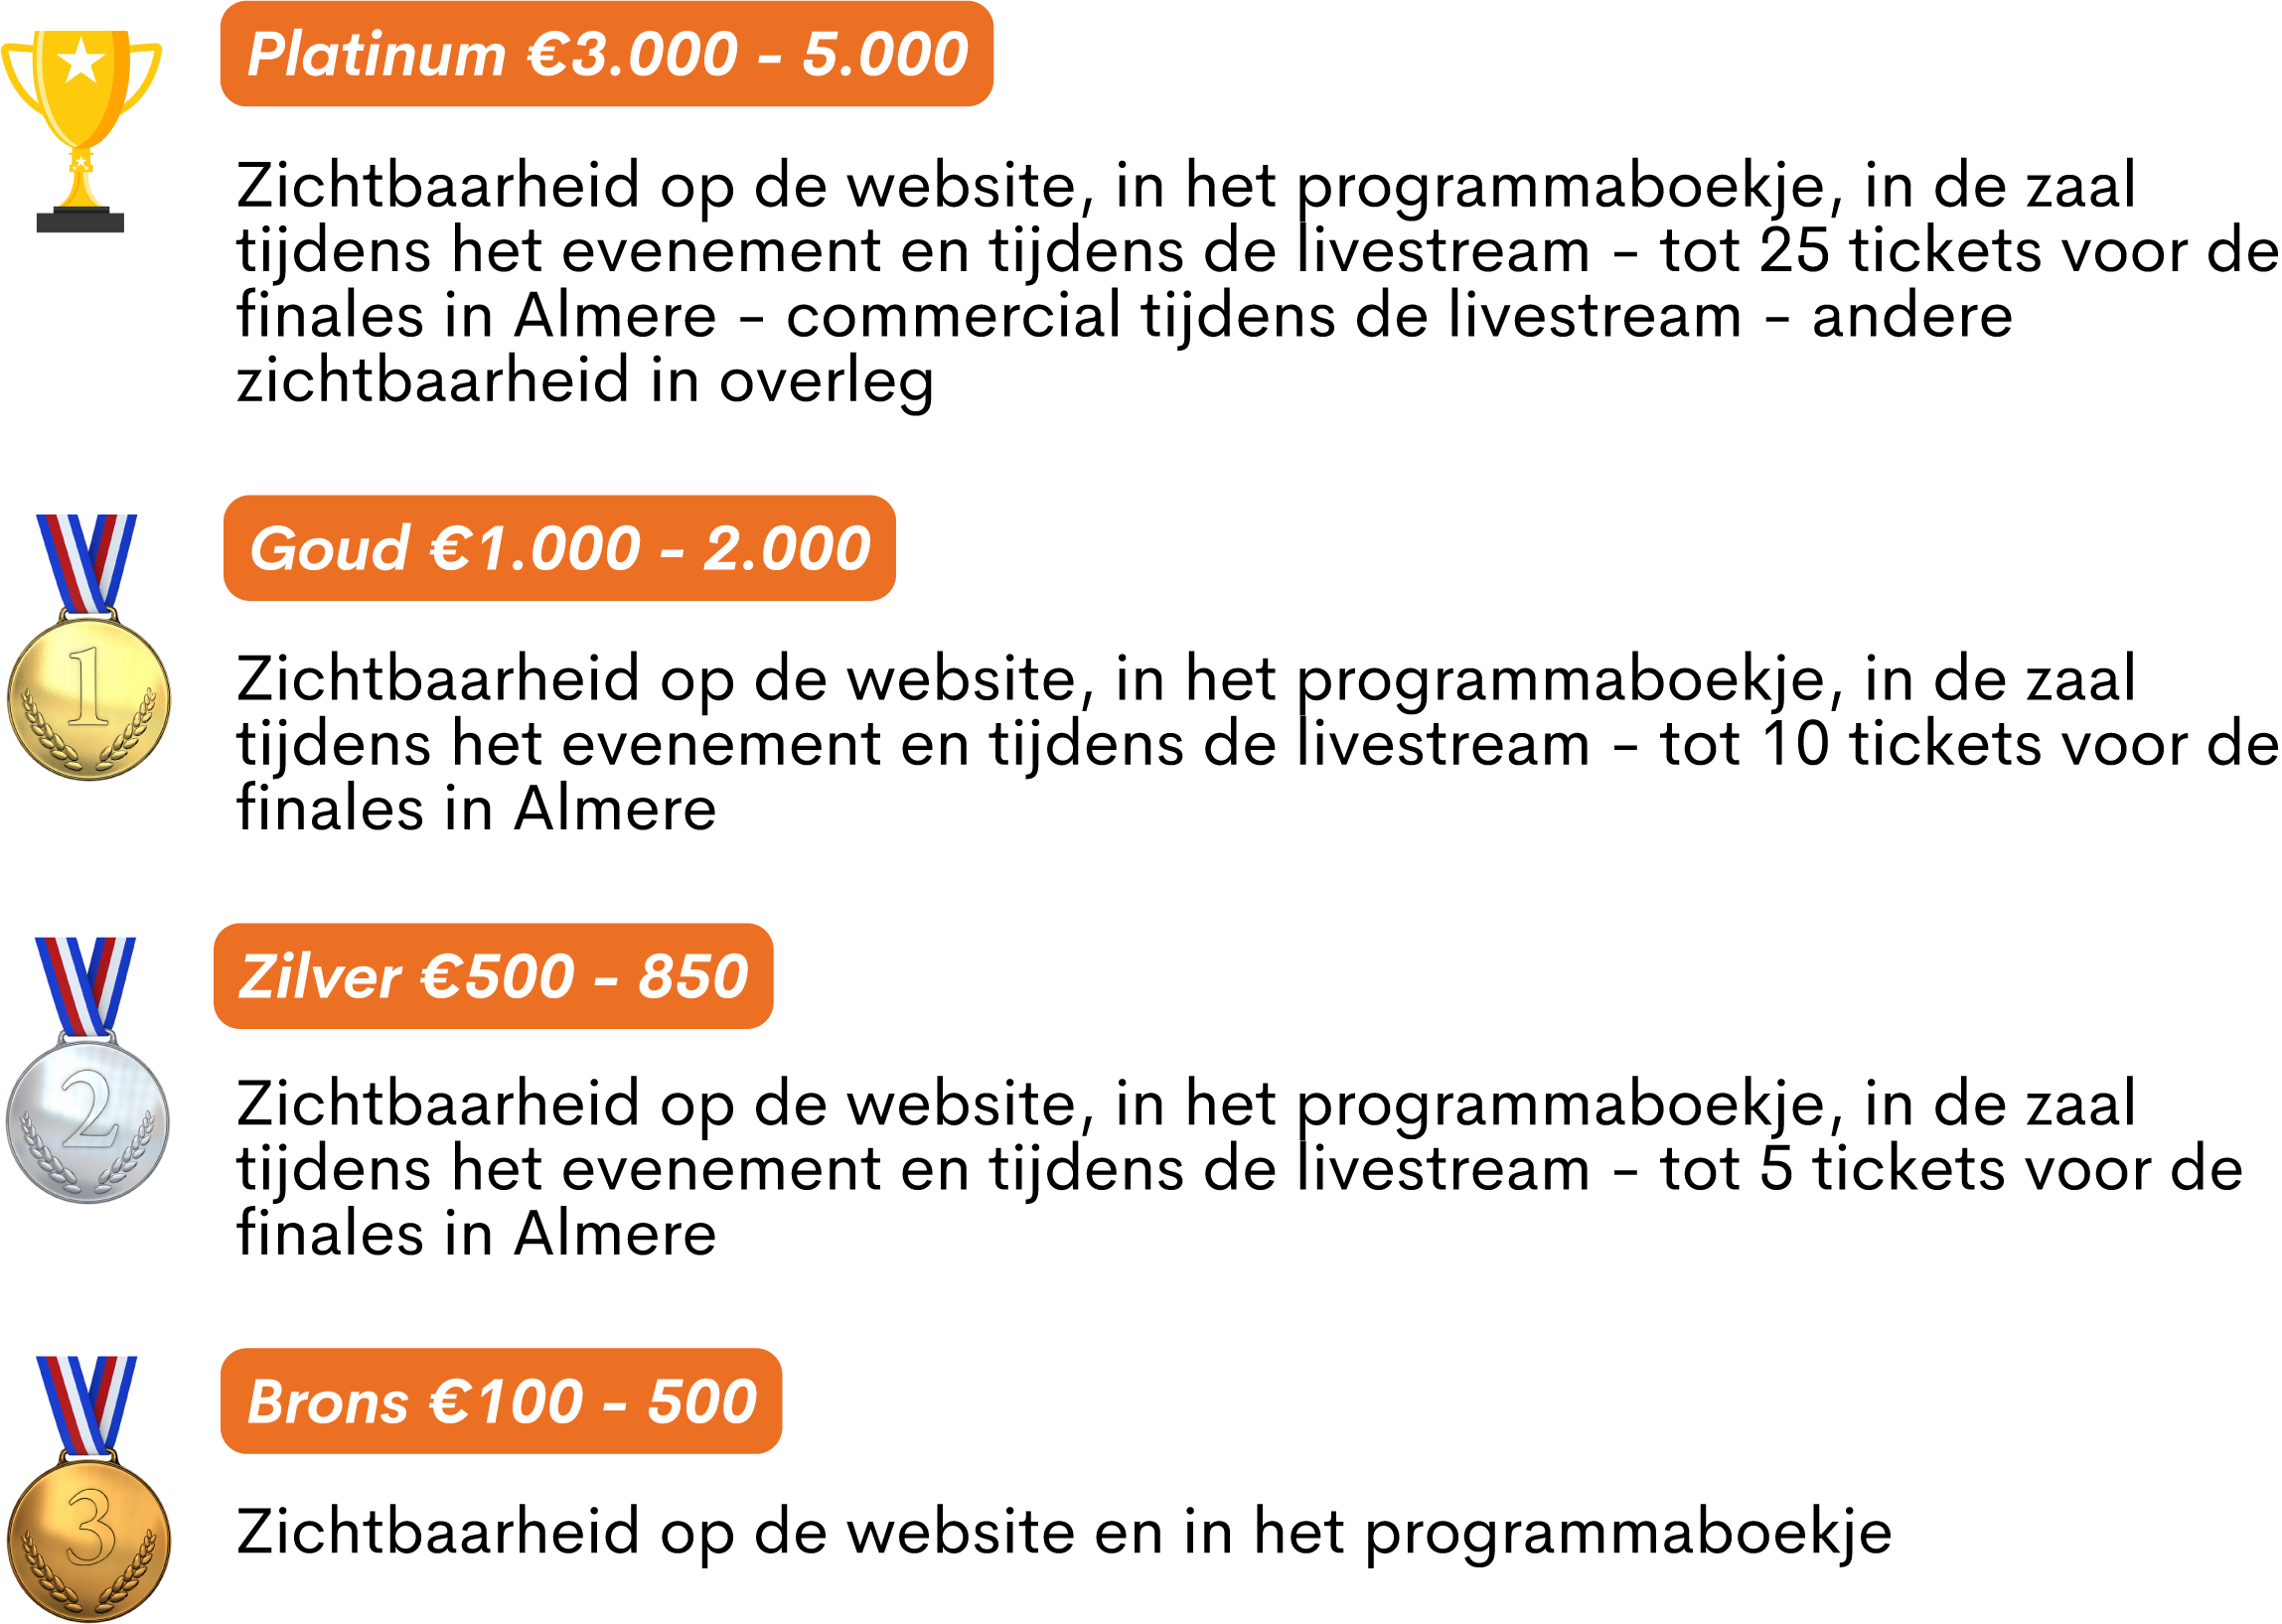 Platinum €3.000 - 5.000
Zichtbaarheid op de website, in het programmaboekje, in de zaal
tijdens het evenement en tijdens de livestream - tot 25 tickets voor de
finales in Almere - commercial tijdens de livestream - andere
zichtbaarheid in overleg
Goud €1.000 - 2.000
1
Zichtbaarheid op de website, in het programmaboekje, in de zaal
tijdens het evenement en tijdens de livestream - tot 10 tickets voor de
finales in Almere
Zilver €500 - 850
2
Zichtbaarheid op de website, in het programmaboekje, in de zaal
tijdens het evenement en tijdens de livestream - tot 5 tickets voor de
finales in Almere
Brons €100 - 500
3
Zichtbaarheid op de website en in het programmaboekje